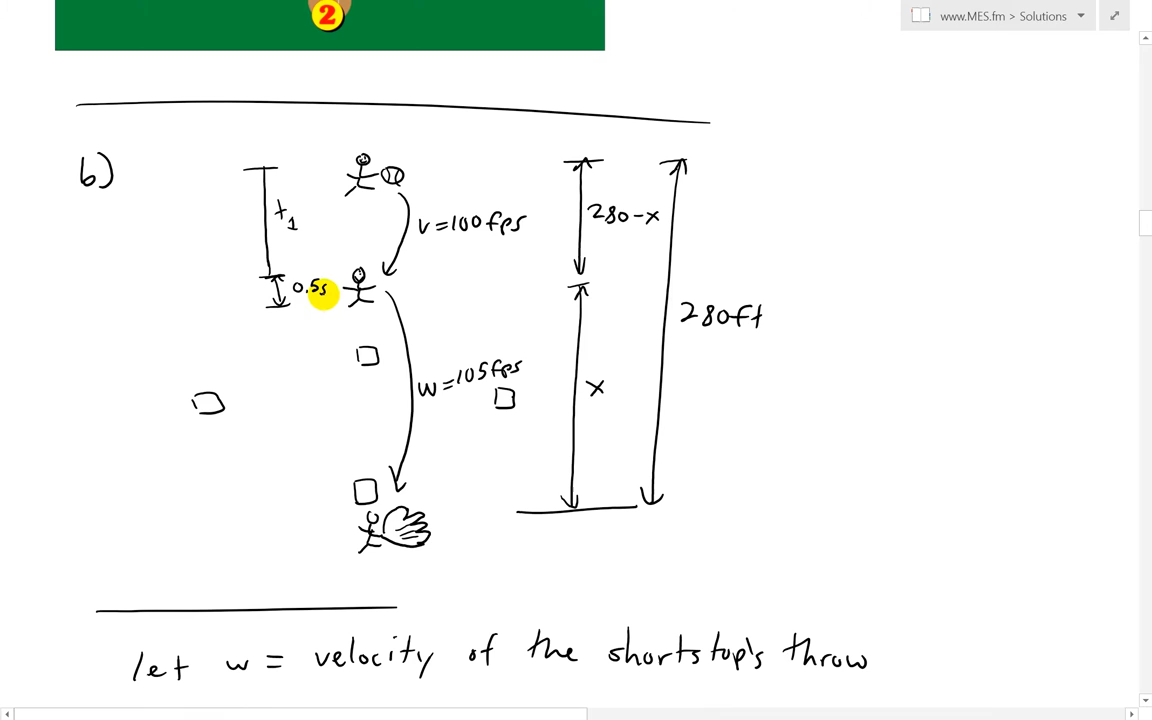 2
www.MES.fm > Solutions
b)
t1
v=100fps
280-x
0.5s
280ft
w=105fps
x
let w = velocity of the shortstop's throw